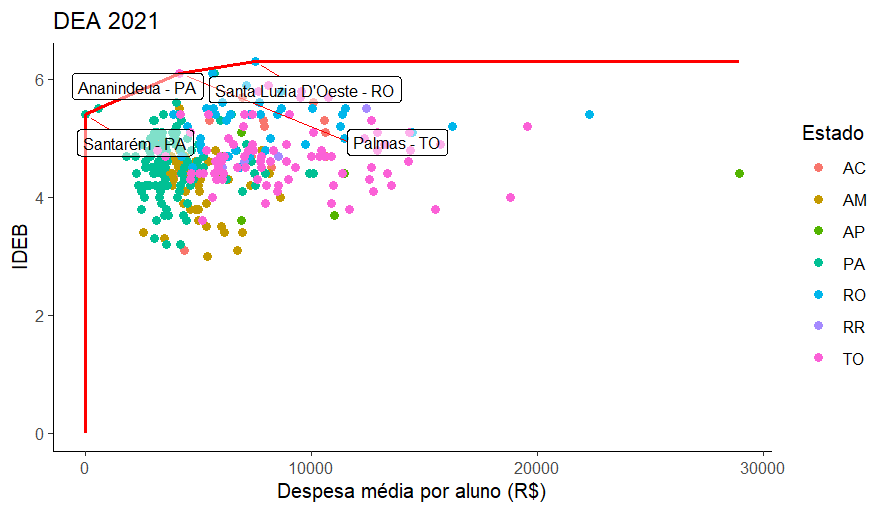 DEA 2021
IDEB
6
4
2
0
Ananindeua - PA
Santa Luzia D'Oeste - RO
Santarém - PA
Palmas - TO
0
10000
20000
30000
Despesa média por aluno (R$)
Estado
AC
AM
AP
PA
RO
RR
TO